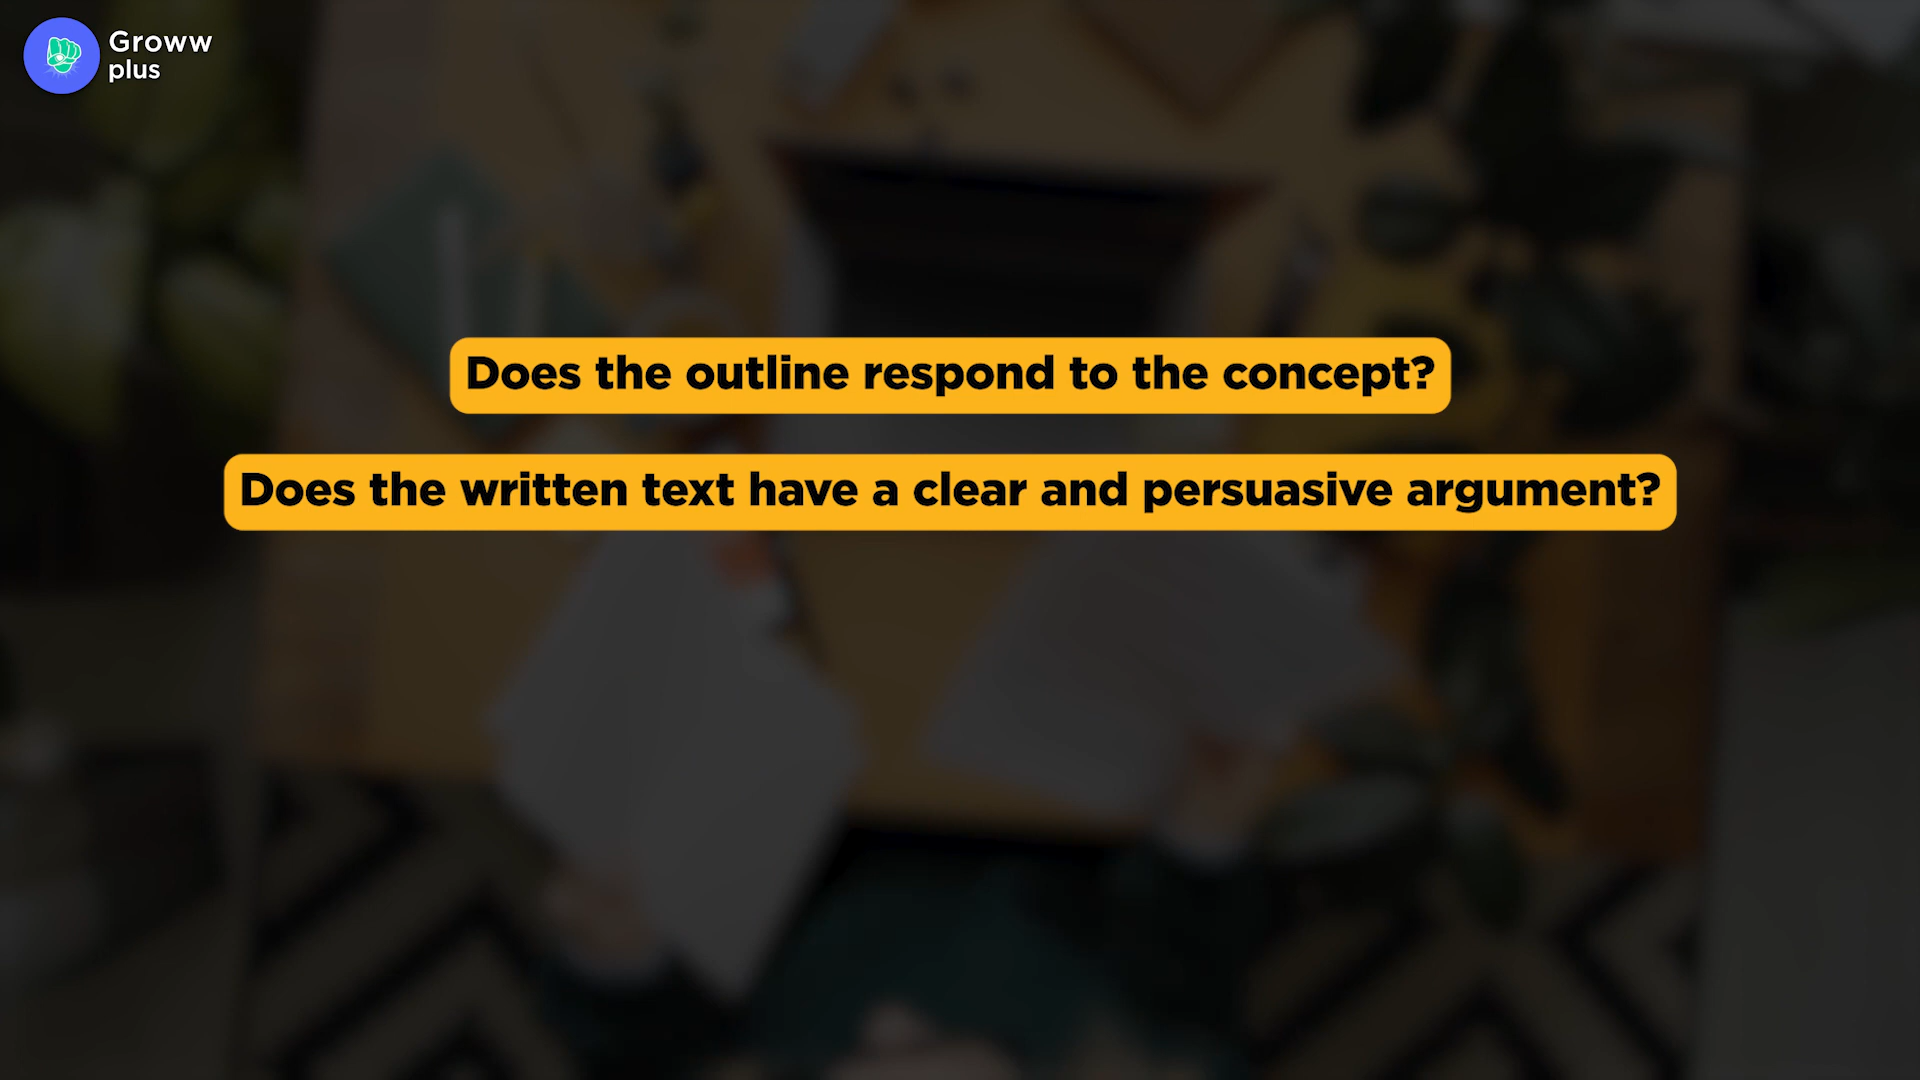 Groww
plus
Does the outline respond to the concept?
Does the written text have a clear and persuasive argument?